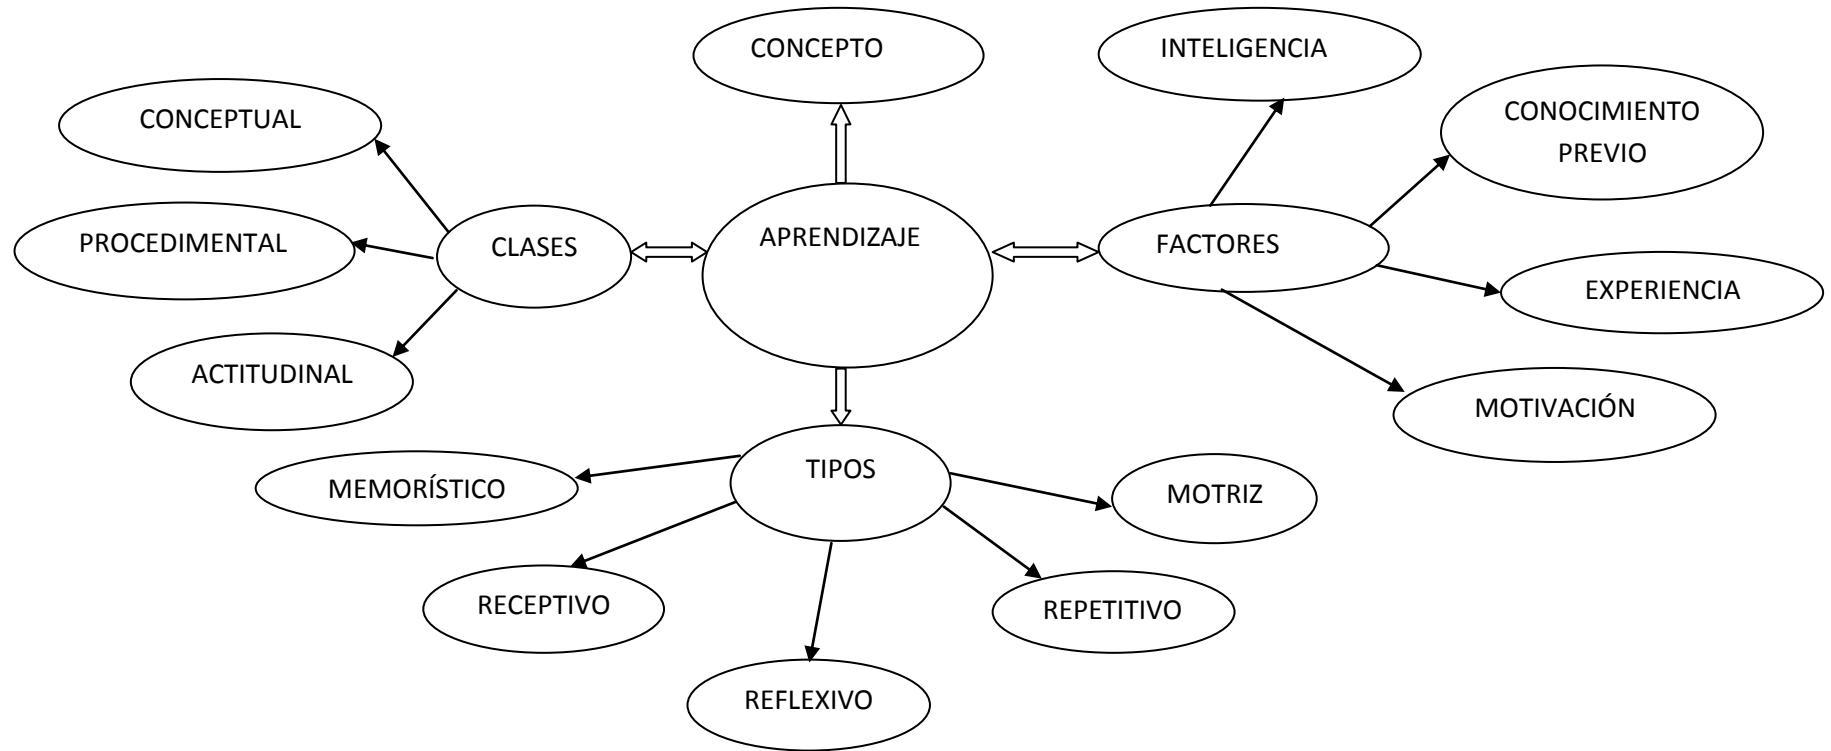 CONCEPTO
INTELIGENCIA
CONCEPTUAL
CONOCIMIENTO
PREVIO
PROCEDIMENTAL
CLASES
APRENDIZAJE
FACTORES
EXPERIENCIA
ACTITUDINAL
MOTIVACIÓN
MEMORÍSTICO
TIPOS
MOTRIZ
RECEPTIVO
REPETITIVO
REFLEXIVO